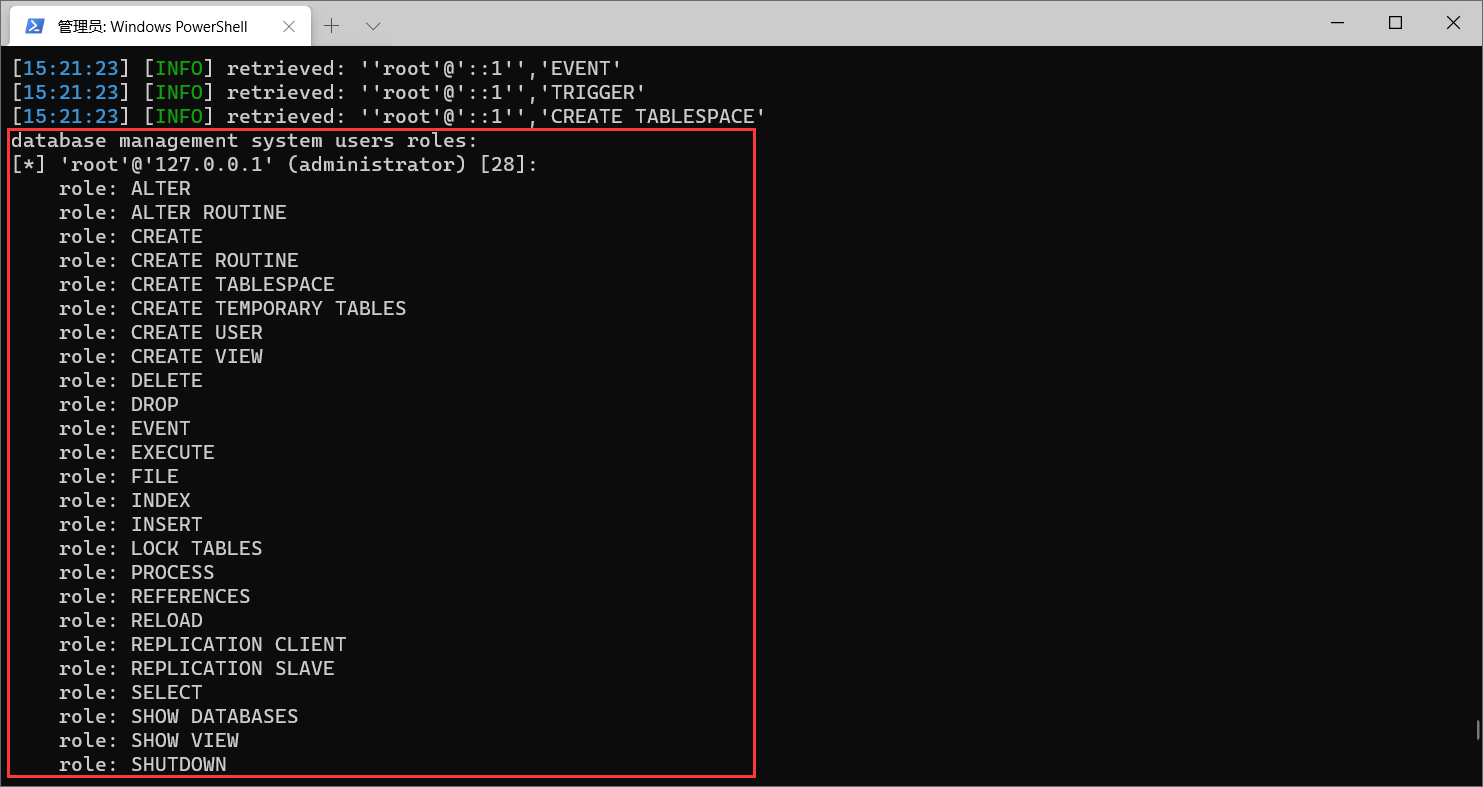 管理员: Windows PowerShell
[15:21:23] [INFO] retrieved: ''root'@'::1'','EVENT'
[15:21:23] [INFO] retrieved: ''root'@'::1'','TRIGGER'
[15:21:23] [INFO] retrieved: ''root'@'::1'','CREATE TABLESPACE'
database management system users roles:
[*] 'root'@'127.0.0.1' (administrator) [28]:
    role: ALTER
    role: ALTER ROUTINE
    role: CREATE
    role: CREATE ROUTINE
    role: CREATE TABLESPACE
    role: CREATE TEMPORARY TABLES
    role: CREATE USER
    role: CREATE VIEW
    role: DELETE
    role: DROP
    role: EVENT
    role: EXECUTE
    role: FILE
    role: INDEX
    role: INSERT
    role: LOCK TABLES
    role: PROCESS
    role: REFERENCES
    role: RELOAD
    role: REPLICATION CLIENT
    role: REPLICATION SLAVE
    role: SELECT
    role: SHOW DATABASES
    role: SHOW VIEW
    role: SHUTDOWN